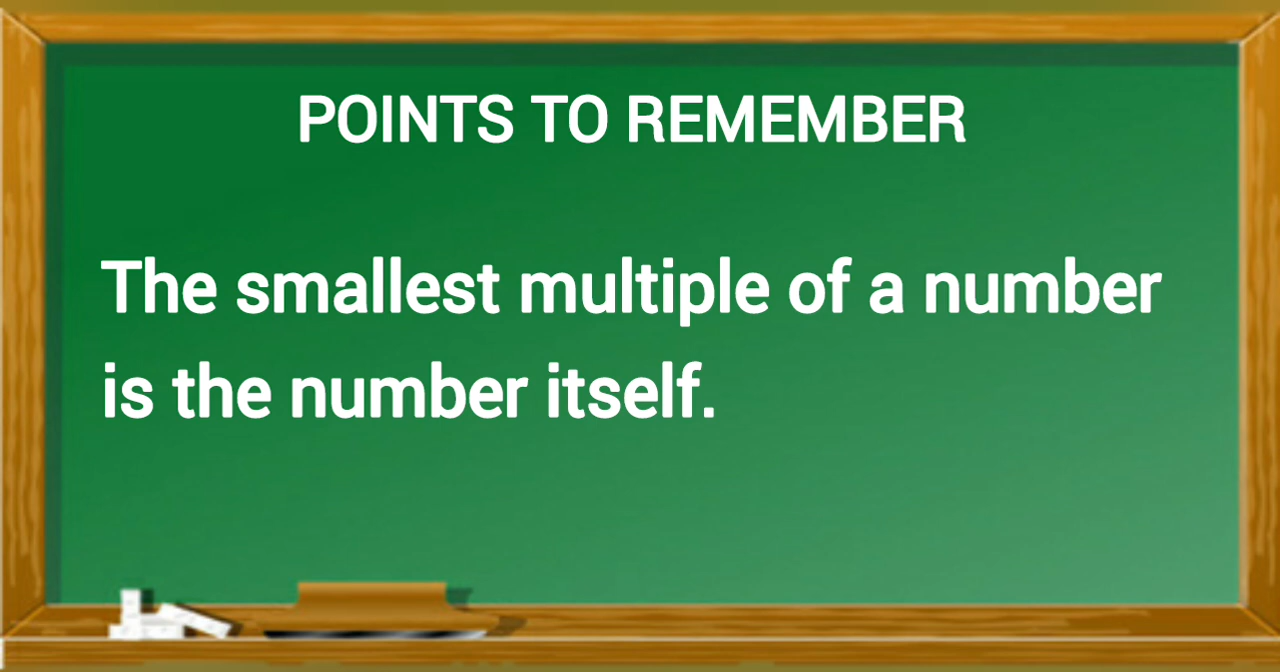 POINTS TO REMEMBER
The smallest multiple of a number
is the number itself.